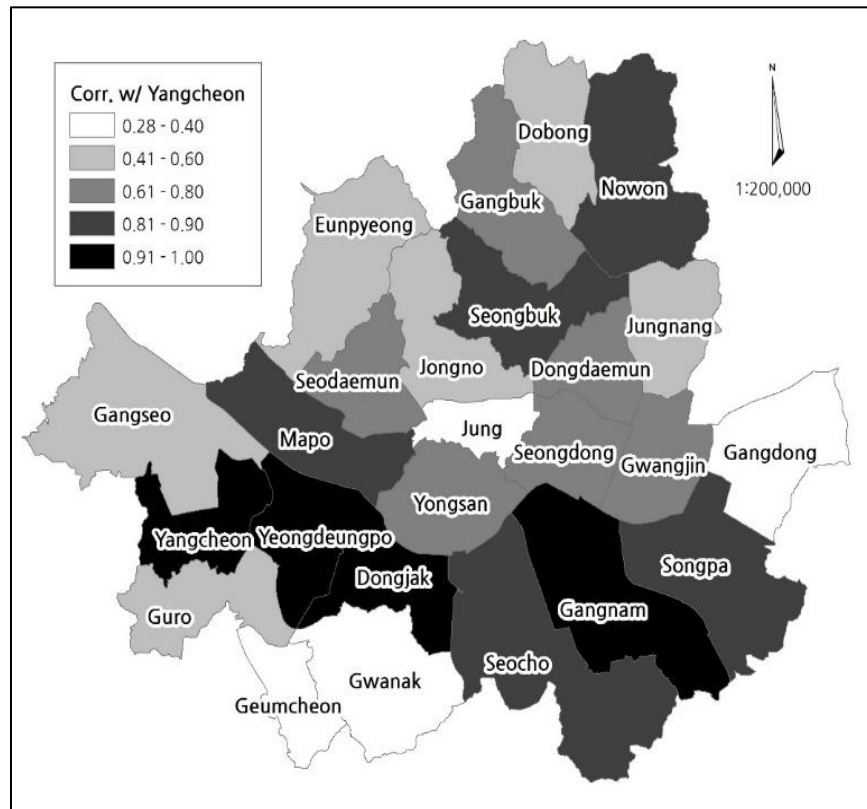 Corr. w/ Yangcheon
0.28 - 0.40
0.41 - 0.60
0.61 - 0.80
0.81 - 0.90
0.91 - 1.00
N
1:200,000
Dobong
Nowon
Gangbuk
Eunpyeong
Seongbuk
Jungnang
Jongno
Dongdaemun
Seodaemun
Gangseo
Mapo
Jung
Seongdong
Gwangjin
Gangdong
Yongsan
Yangcheon
Yeongdeungpo
Dongjak
Songpa
Gangnam
Guro
Seocho
Gwanak
Geumcheon